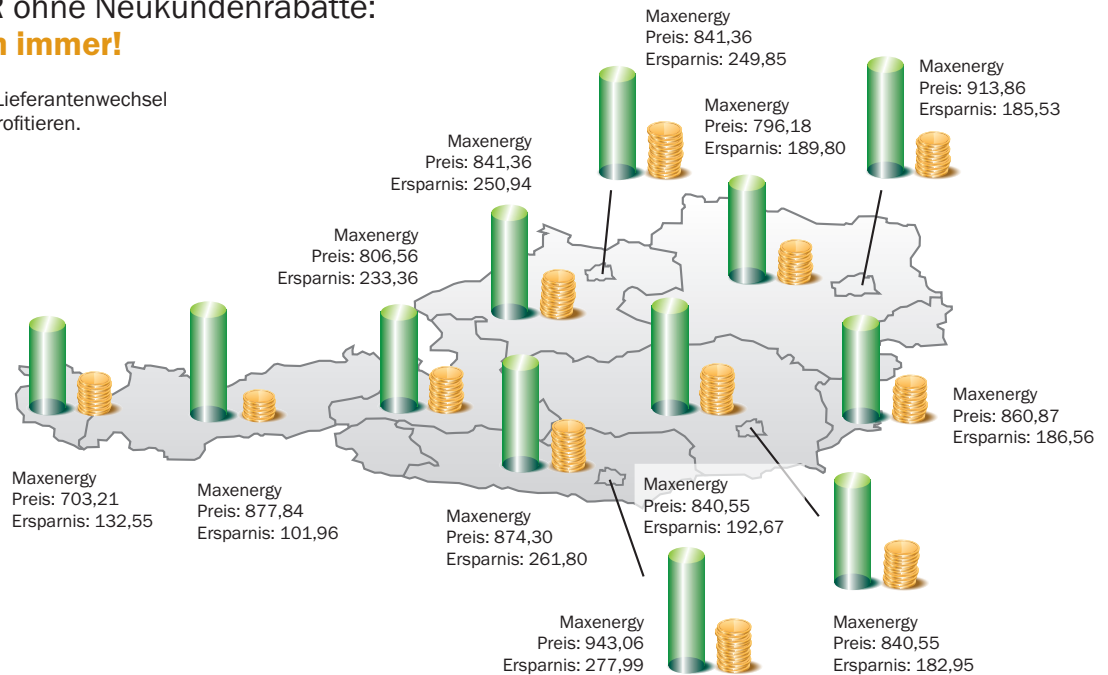 R ohne Neukundenrabatte:
immer!
Lieferantenwechsel
Maxenergy
Preis: 841,36
Ersparnis: 249,85
Maxenergy
Preis: 913,86
Ersparnis: 185,53
Maxenergy
Preis: 796,18
Ersparnis: 189,80
Maxenergy
Preis: 841,36
Ersparnis: 250,94
Maxenergy
Preis: 806,56
Ersparnis: 233,36
Maxenergy
Preis: 860,87
Ersparnis: 186,56
Maxenergy
Preis: 703,21
Ersparnis: 132,55
Maxenergy
Preis: 877,84
Ersparnis: 101,96
Maxenergy
Preis: 874,30
Ersparnis: 261,80
Maxenergy
Preis: 840,55
Ersparnis: 192,67
Maxenergy
Preis: 943,06
Ersparnis: 277,99
Maxenergy
Preis: 840,55
Ersparnis: 182,95